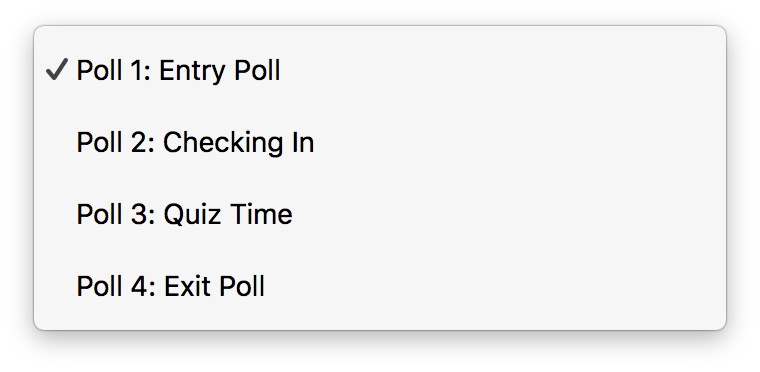 ✓ Poll 1: Entry Poll
Poll 2: Checking In
Poll 3: Quiz Time
Poll 4: Exit Poll